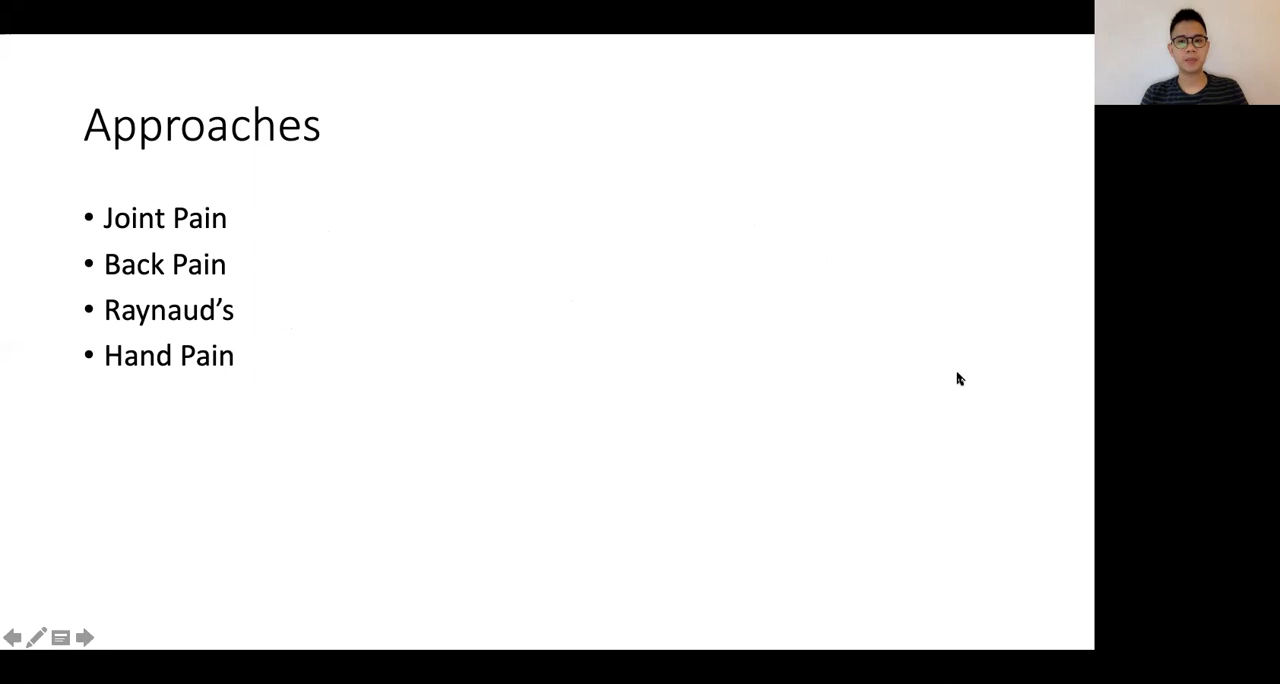 Approaches
• Joint Pain
• Back Pain
• Raynaud’s
• Hand Pain